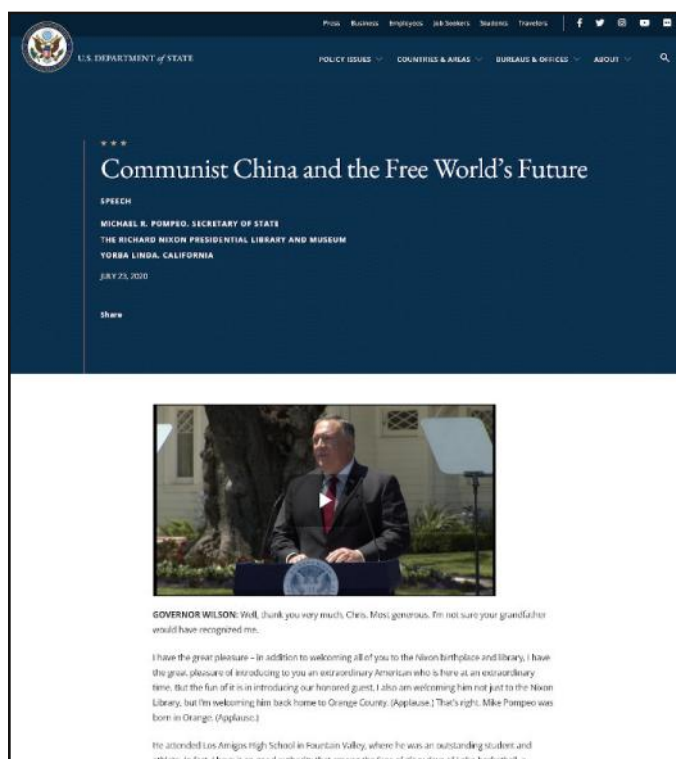 Press Business Employees Job Seekers Students Travelers
U.S. DEPARTMENT of STATE
POLICY ISSUES COUNTRIES & AREAS BUREAUS & OFFICES ABOUT
Communist China and the Free World's Future
SPEECH
MICHAEL R. POMPEO, SECRETARY OF STATE
THE RICHARD NIXON PRESIDENTIAL LIBRARY AND MUSEUM
YORBA LINDA, CALIFORNIA
JULY 23, 2020
Share
GOVERNOR WILSON: Well, thank you very much, Chris. Most generous. I'm not sure your grandfather
would have recognized me.
I have the great pleasure – in addition to welcoming all of you to the Nixon birthplace and library, I have
the great pleasure of introducing to you an extraordinary American who is here at an extraordinary
time. But the fun of it is in introducing our honored guest, I also am welcoming him not just to the Nixon
Library, but I'm welcoming him back home to Orange County. (Applause.) That's right. Mike Pompeo was
born in Orange. (Applause.)
He attended Los Amigos High School in Fountain Valley, where he was an outstanding student and